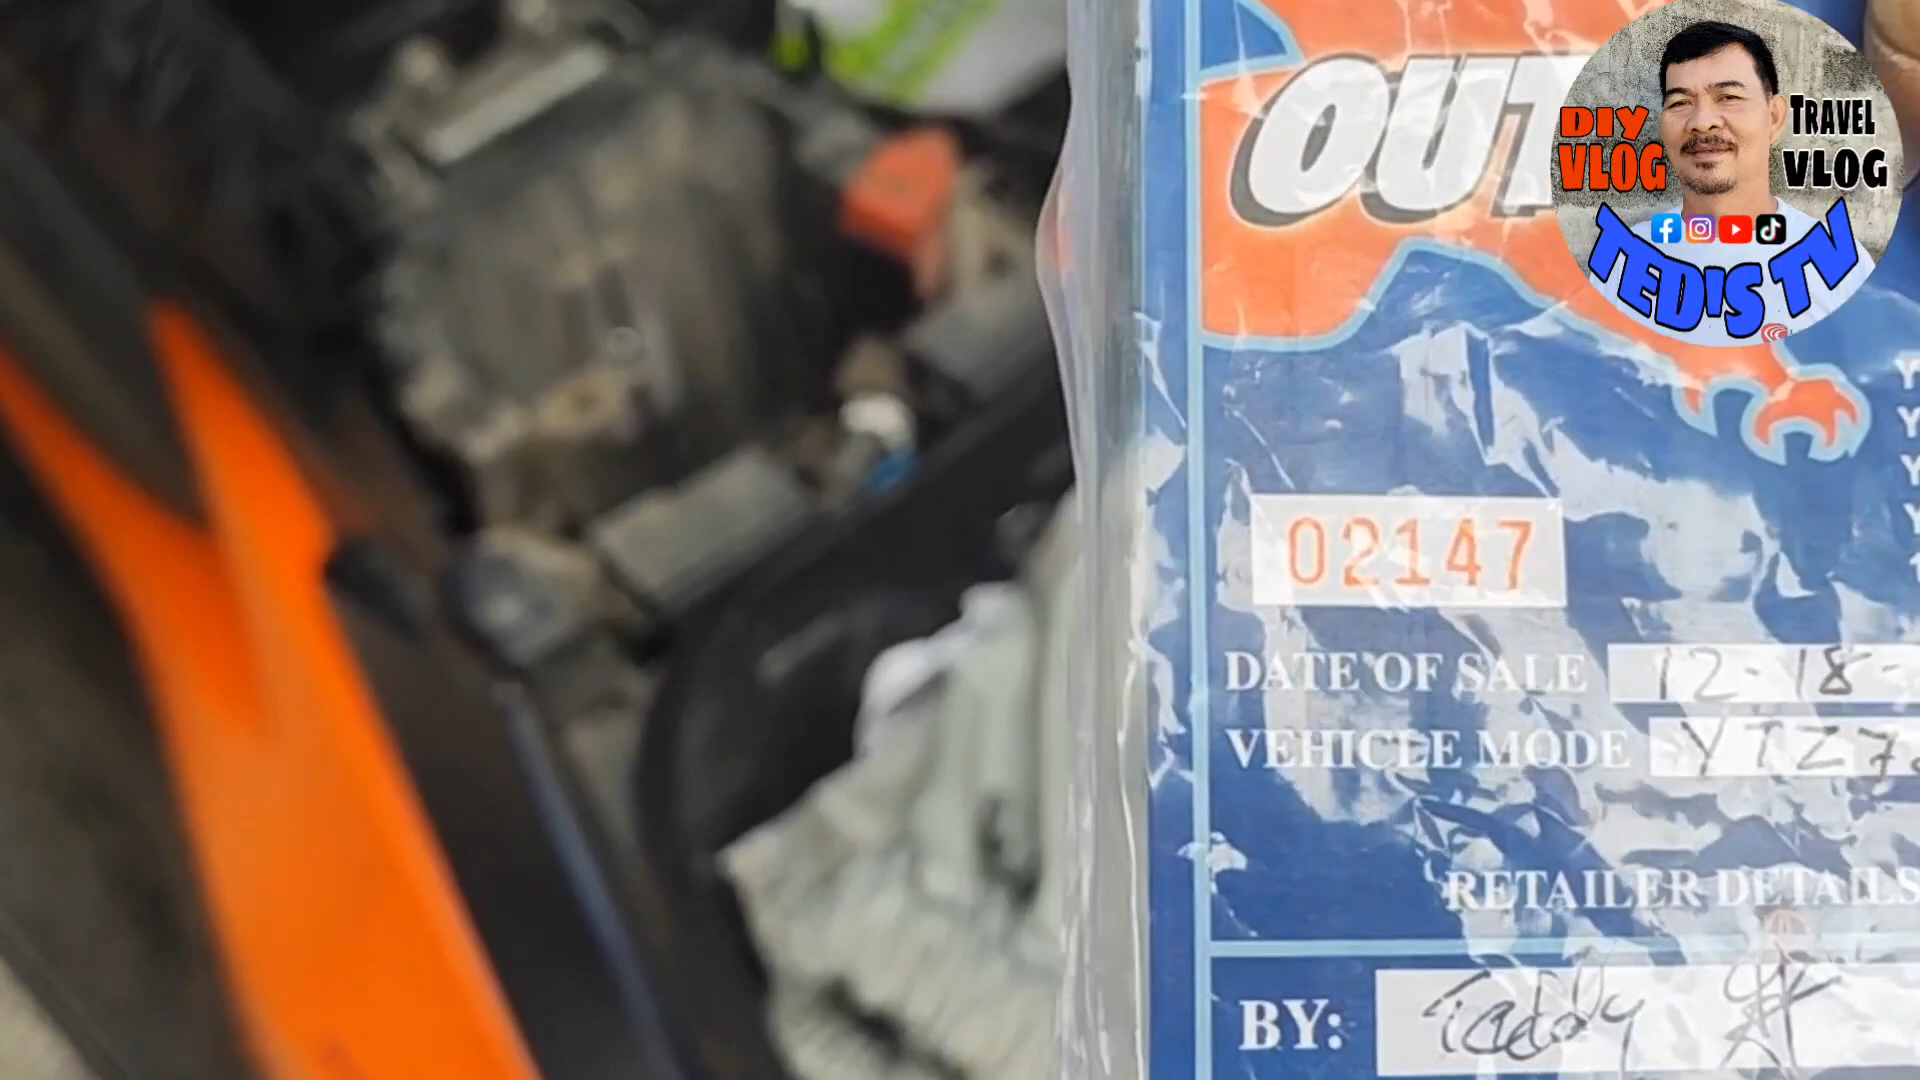 OUT
DIY
VLOG
TRAVEL
VLOG
TED'S TV
02147
DATE OF SALE 12-18-
VEHICLE MODE YTZ7
RETAILER DETAILS
BY: Teddy